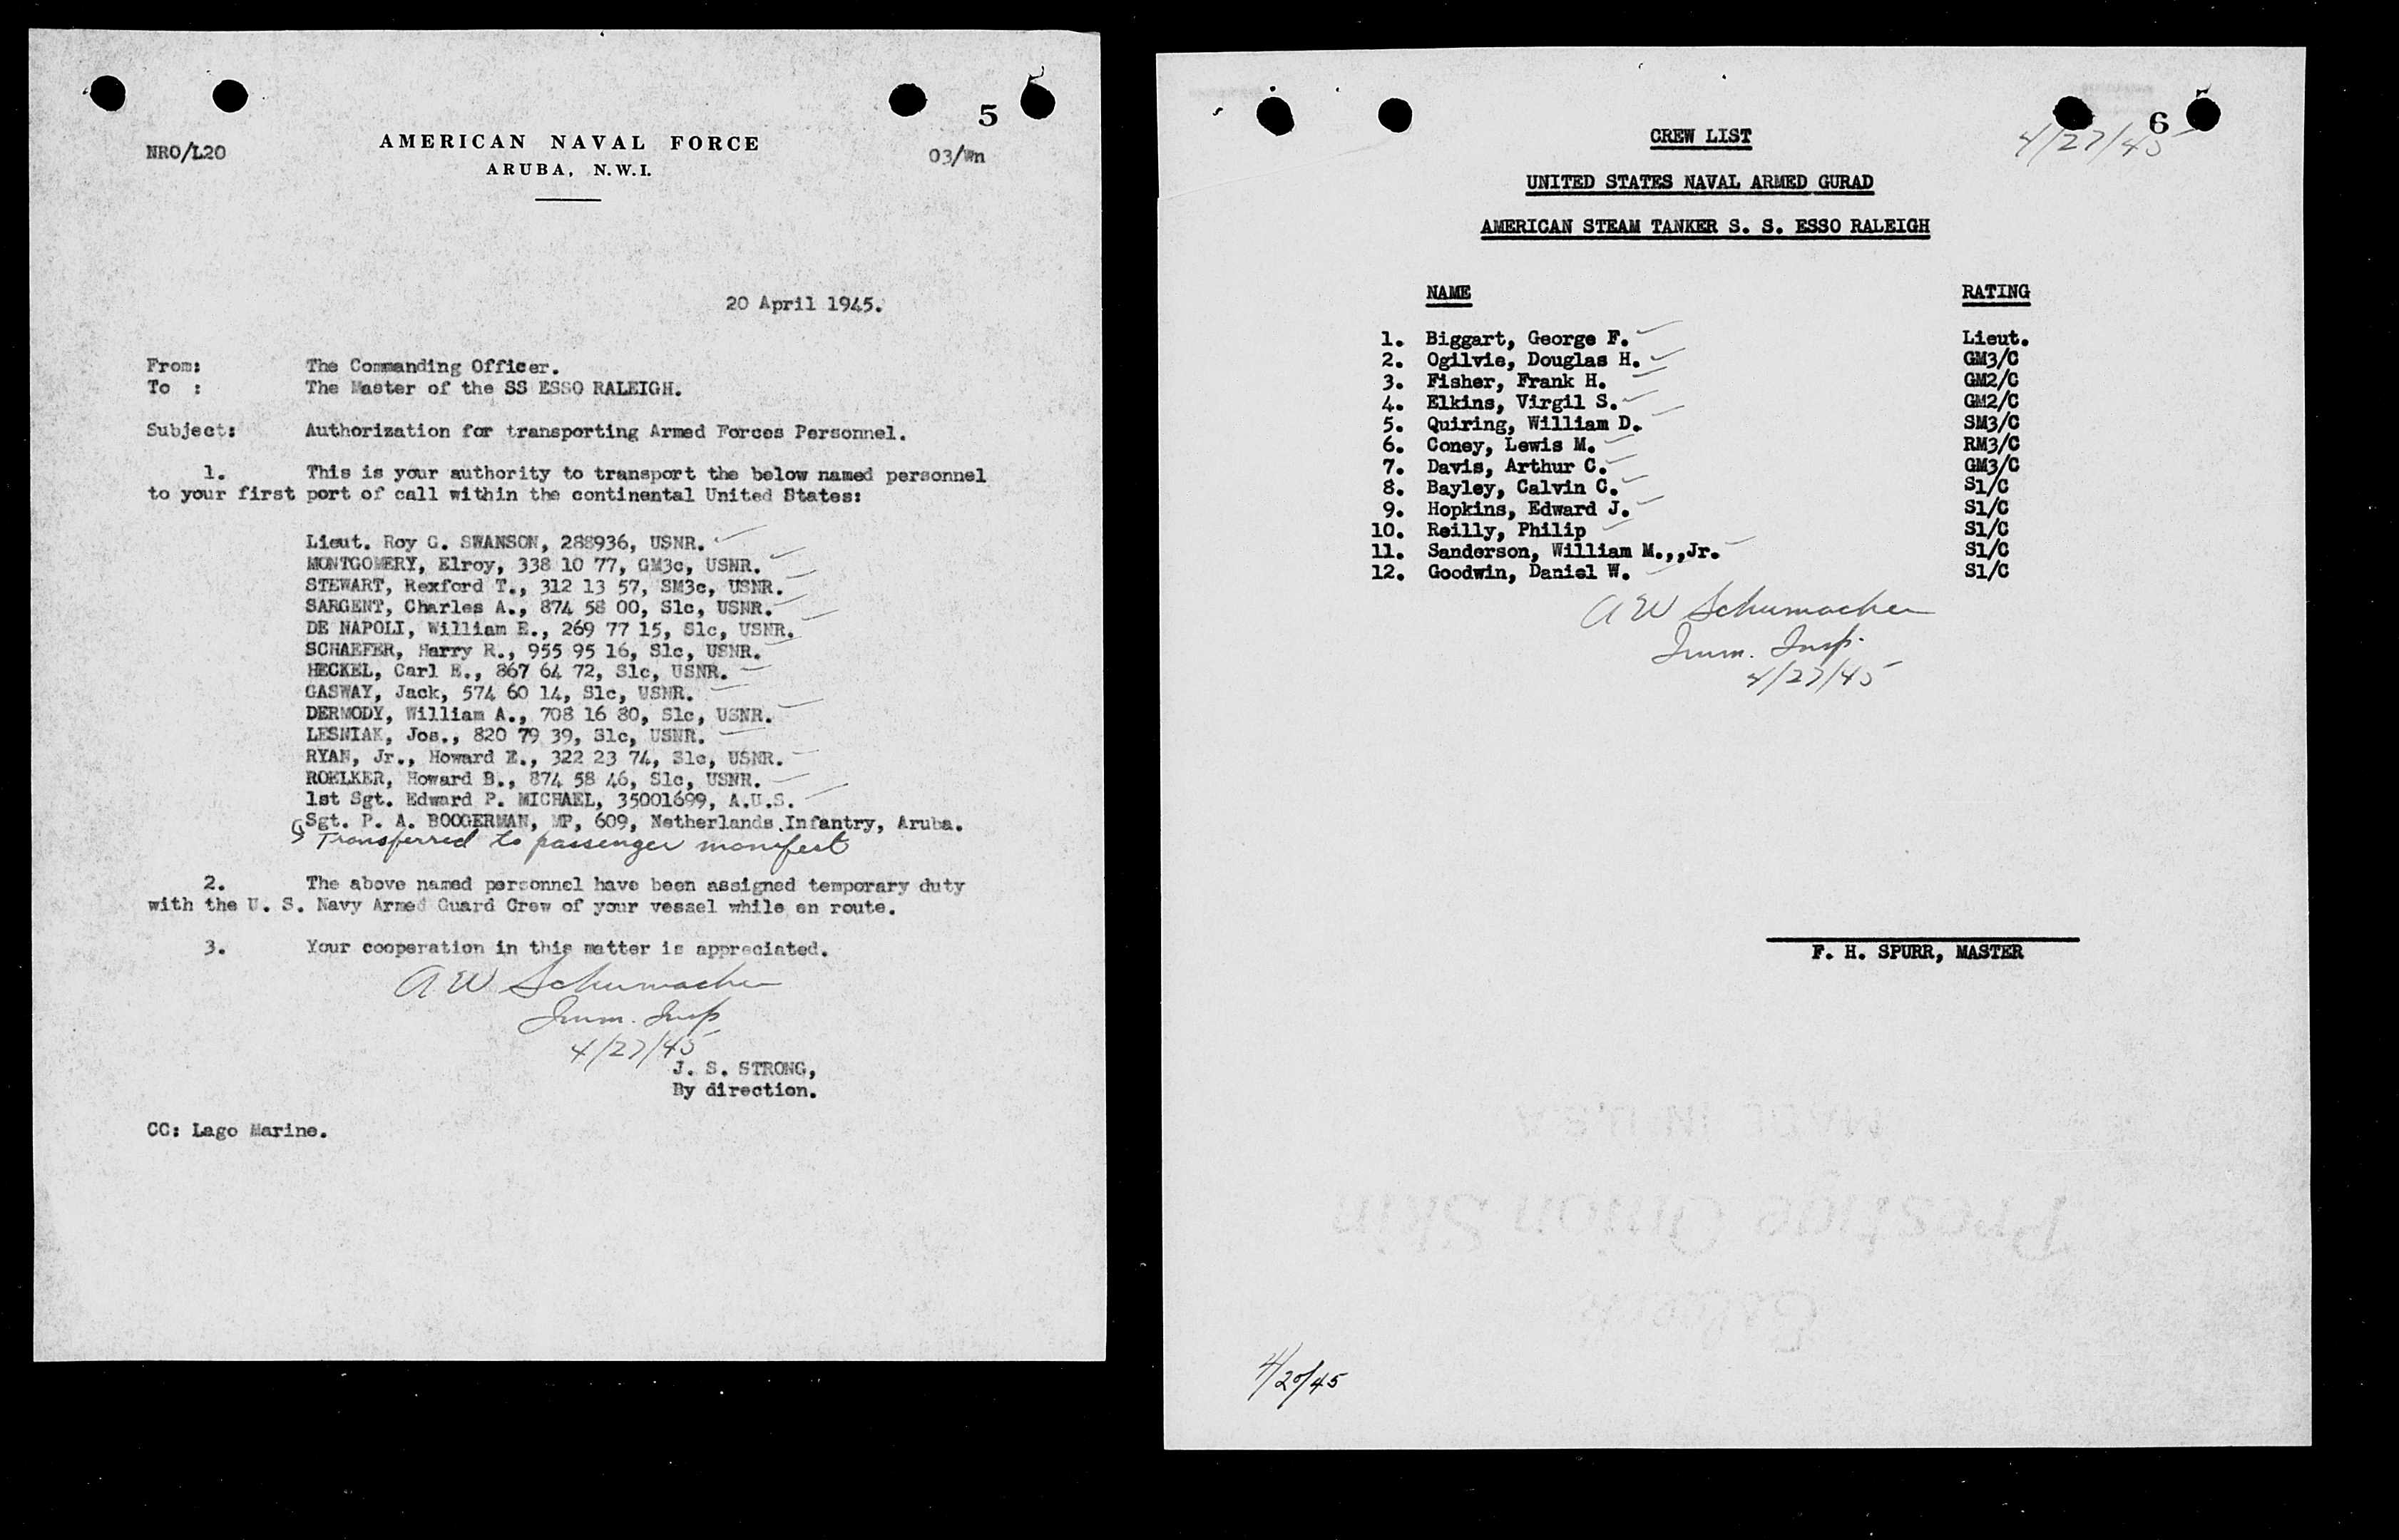 5
NRO/L20
AMERICAN NAVAL FORCE
03/Wn
ARUBA, N.W.I.
20 April 1945.
From: The Commanding Officer.
To : The Master of the SS ESSO RALEIGH.
Subject: Authorization for transporting Armed Forces Personnel.
1. This is your authority to transport the below named personnel
to your first port of call within the continental United States:
Lieut. Roy G. SWANSON, 288936, USNR.
MONTGOMERY, Elroy, 338 10 77, GM3c, USNR.
STEWART, Rexford T., 312 13 57, SM3c, USNR.
SARGENT, Charles A., 874 58 00, S1c, USNR.
DE NAPOLI, William E., 269 77 15, S1c, USNR.
SCHAEFER, Harry R., 955 95 16, S1c, USNR.
HECKEL, Carl E., 867 64 72, S1c, USNR.
GASWAY, Jack, 574 60 14, S1c, USNR.
DERMODY, William A., 708 16 80, S1c, USNR.
LESNIAK, Jos., 820 79 39, S1c, USNR.
RYAN, Jr., Howard E., 322 23 74, S1c, USNR.
ROELKER, Howard B., 874 58 46, S1c, USNR.
1st Sgt. Edward P. MICHAEL, 35001699, A.U.S.
Sgt. P. A. BOOGERMAN, MP, 609, Netherlands Infantry, Aruba.
Transferred to passenger manifest
2. The above named personnel have been assigned temporary duty
with the U. S. Navy Armed Guard Crew of your vessel while en route.
3. Your cooperation in this matter is appreciated.
A W Schumacher
Imm. Insp
4/27/45
J. S. STRONG,
By direction.
CC: Lago Marine.
6
CREW LIST
4/27/45
UNITED STATES NAVAL ARMED GURAD
AMERICAN STEAM TANKER S. S. ESSO RALEIGH
NAME RATING
1. Biggart, George F. Lieut.
2. Ogilvie, Douglas H. GM3/C
3. Fisher, Frank H. GM2/C
4. Elkins, Virgil S. GM2/C
5. Quiring, William D. SM3/C
6. Coney, Lewis M. RM3/C
7. Davis, Arthur C. GM3/C
8. Bayley, Calvin C. S1/C
9. Hopkins, Edward J. S1/C
10. Reilly, Philip S1/C
11. Sanderson, William M.,,Jr. S1/C
12. Goodwin, Daniel W. S1/C
A W Schumacher
Imm. Insp.
4/27/45
F. H. SPURR, MASTER
MADE IN U.S.A
Prestige Onion Skin
4/20/45